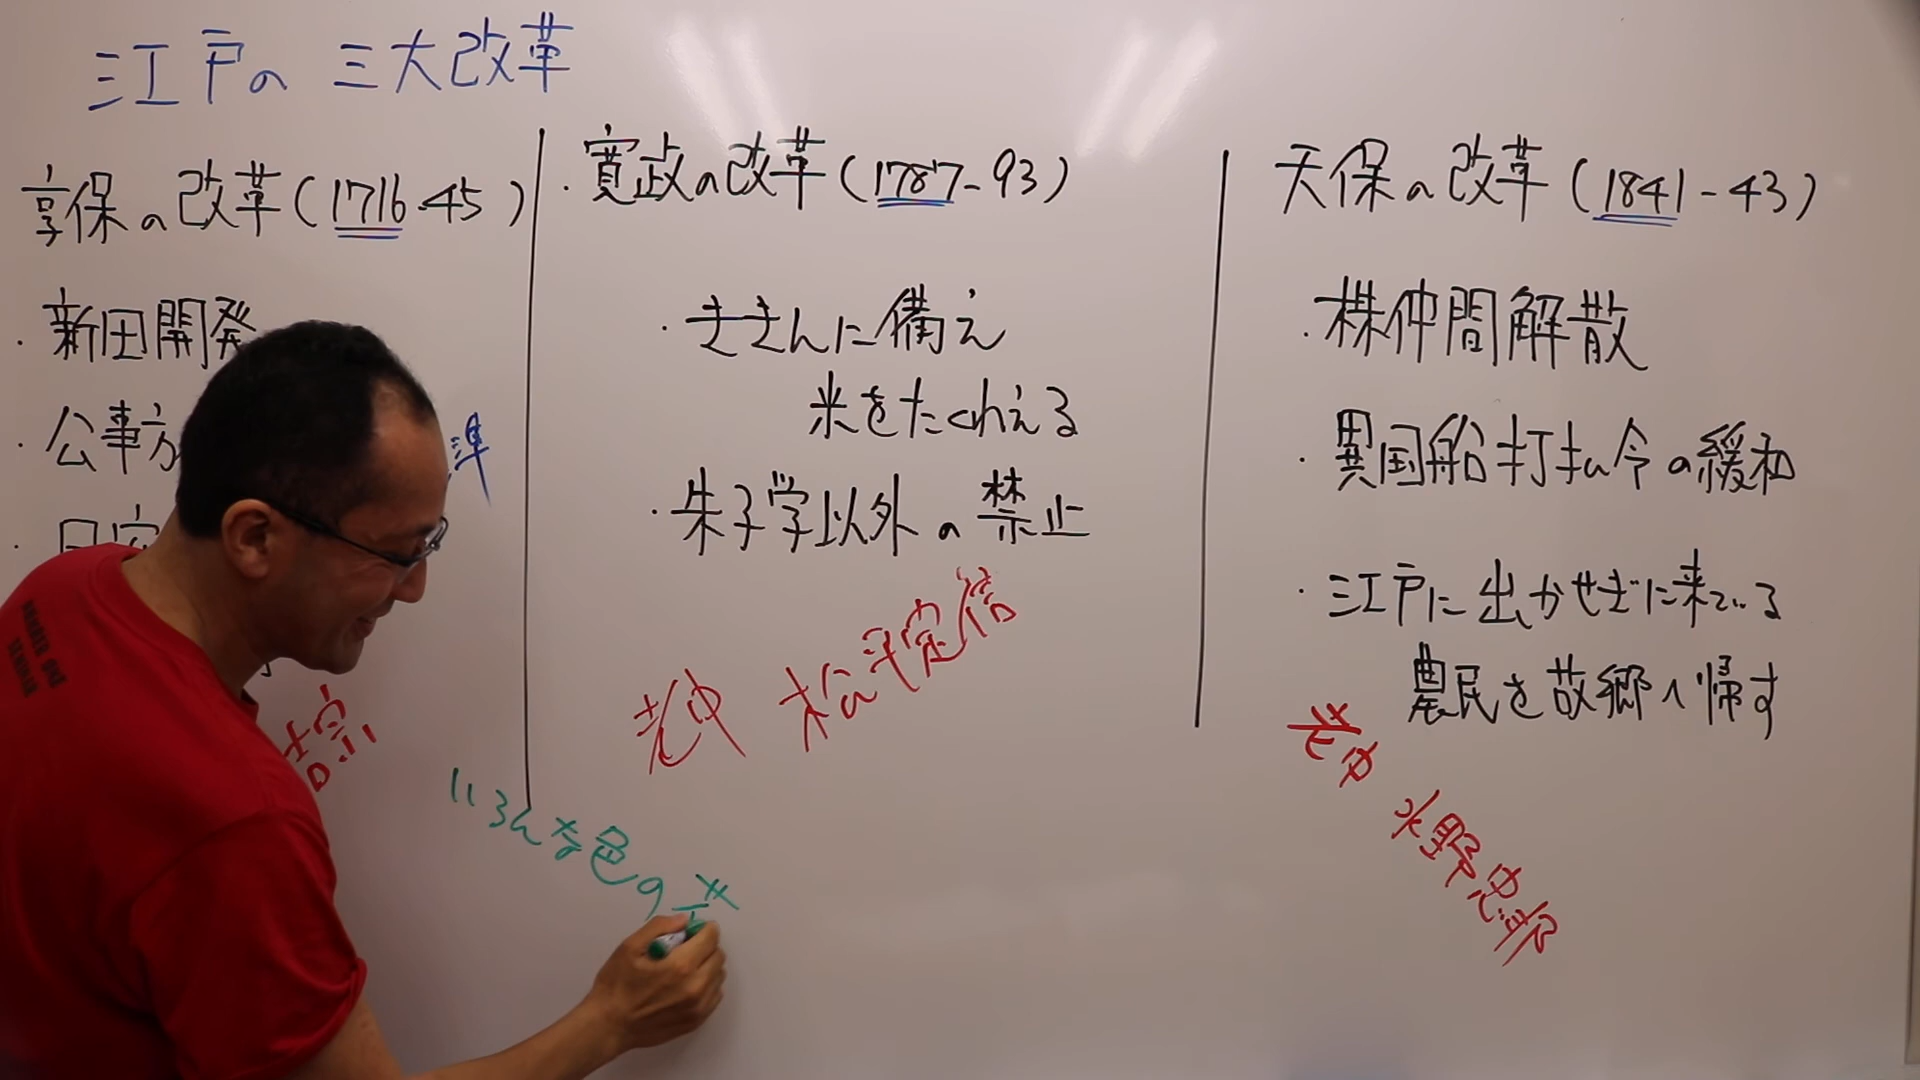 江戸の三大改革
享保の改革(1716-45)
・新田開発
・公事方
準
・目安
吉宗
・寛政の改革(1787-93)
・ききんに備え
米をたくわえる
・朱子学以外の禁止
老中 松平定信
いろんな色の
天保の改革(1841-43)
・株仲間解散
・異国船打払令の緩和
・江戸に出かせぎに来ている
農民を故郷へ帰す
老中 水野忠邦